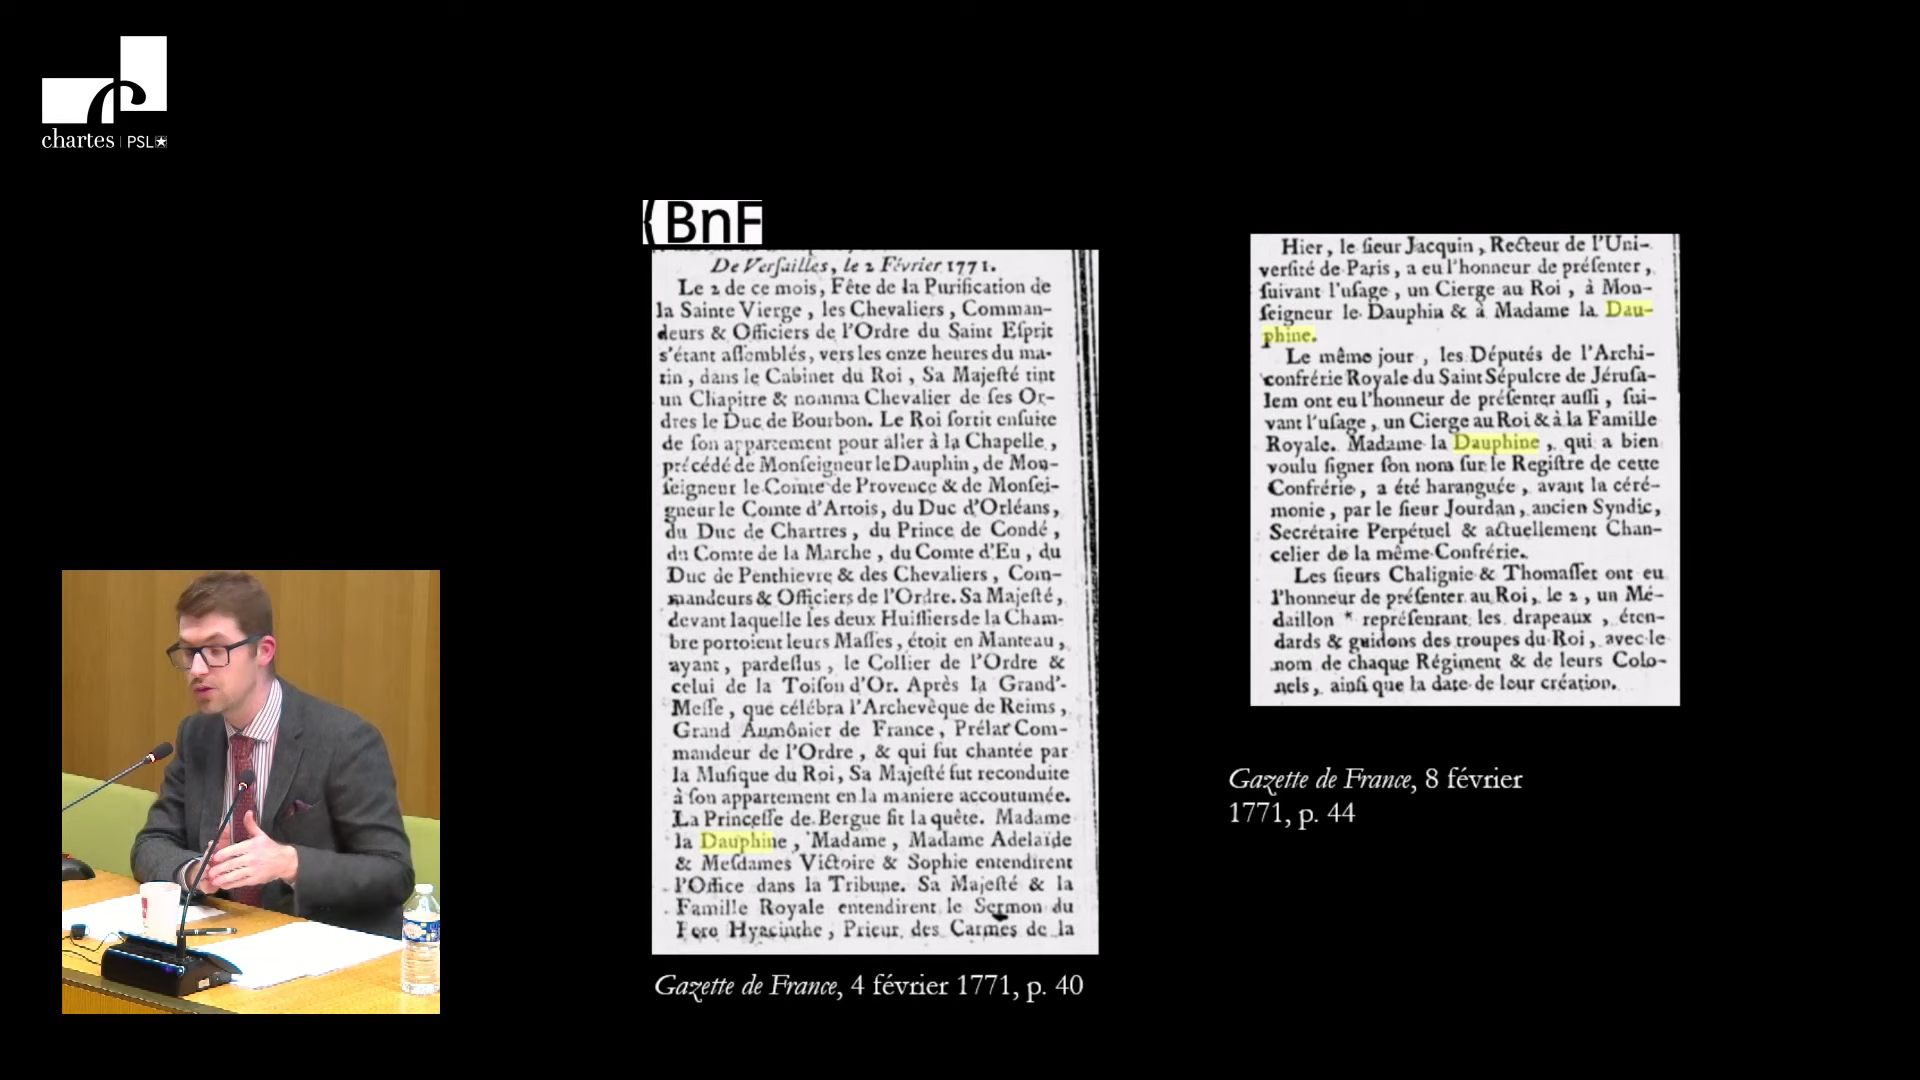 chartes | PSL
BnF
De Verſailles, le 2 Février 1771.
Le 2 de ce mois, Fête de la Purification de
la Sainte Vierge, les Chevaliers, Comman-
deurs & Officiers de l'Ordre du Saint Eſprit
s'étant aſſemblés, vers les onze heures du ma-
tin, dans le Cabinet du Roi, Sa Majeſté tint
un Chapitre & nomma Chevalier de ſes Or-
dres le Duc de Bourbon. Le Roi ſortit enſuite
de ſon appartement pour aller à la Chapelle,
précédé de Monſeigneur le Dauphin, de Mon-
ſeigneur le Comte de Provence & de Monſei-
gneur le Comte d'Artois, du Duc d'Orléans,
du Duc de Chartres, du Prince de Condé,
du Comte de la Marche, du Comte d'Eu, du
Duc de Penthievre & des Chevaliers, Com-
mandeurs & Officiers de l'Ordre. Sa Majeſté,
devant laquelle les deux Huiſſiers de la Cham-
bre portoient leurs Maſſes, étoit en Manteau,
ayant, pardeſſus, le Collier de l'Ordre &
celui de la Toiſon d'Or. Après la Grand'-
Meſſe, que célébra l'Archevêque de Reims,
Grand Aumônier de France, Prélat Com-
mandeur de l'Ordre, & qui fut chantée par
la Muſique du Roi, Sa Majeſté fut reconduite
à ſon appartement en la maniere accoutumée.
La Princeſſe de Bergue fit la quête. Madame
la Dauphine, Madame, Madame Adelaïde
& Meſdames Victoire & Sophie entendirent
l'Office dans la Tribune. Sa Majeſté & la
Famille Royale entendirent le Sermon du
Pere Hyacinthe, Prieur des Carmes de la
Gazette de France, 4 février 1771, p. 40
Hier, le ſieur Jacquin, Recteur de l'Uni-
verſité de Paris, a eu l'honneur de préſenter,
ſuivant l'uſage, un Cierge au Roi, à Mon-
ſeigneur le Dauphin & à Madame la Dau-
phine.
Le même jour, les Députés de l'Archi-
confrérie Royale du Saint Sépulcre de Jéruſa-
lem ont eu l'honneur de préſenter auſſi, ſui-
vant l'uſage, un Cierge au Roi & à la Famille
Royale. Madame la Dauphine, qui a bien
voulu ſigner ſon nom ſur le Regiſtre de cette
Confrérie, a été haranguée, avant la céré-
monie, par le ſieur Jourdan, ancien Syndic,
Secrétaire Perpétuel & actuellement Chan-
celier de la même Confrérie.
Les ſieurs Chalignie & Thomaſſet ont eu
l'honneur de préſenter au Roi, le 2, un Mé-
daillon * repréſentant les drapeaux, éten-
dards & guidons des troupes du Roi, avec le
nom de chaque Régiment & de leurs Colo-
nels, ainſi que la date de leur création.
Gazette de France, 8 février
1771, p. 44